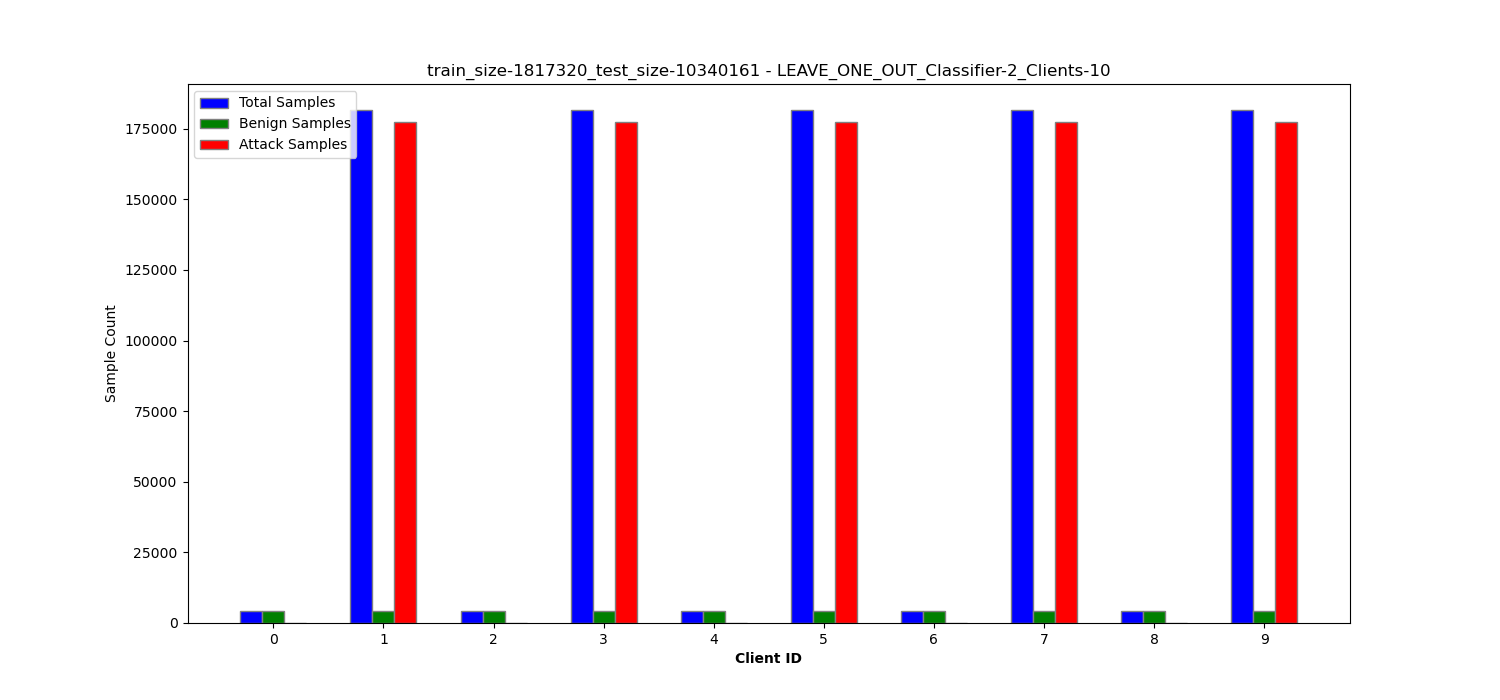 train_size-1817320_test_size-10340161 - LEAVE_ONE_OUT_Classifier-2_Clients-10
Total Samples
Benign Samples
Attack Samples
175000
150000
125000
100000
75000
50000
25000
0
Sample Count
0 1 2 3 4 5 6 7 8 9
Client ID